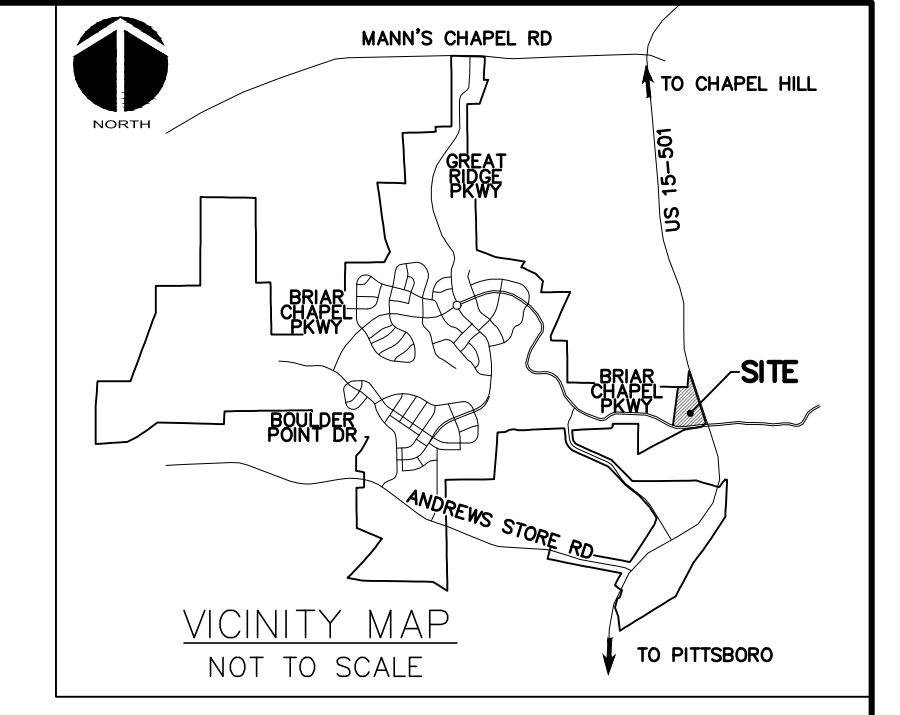 MANN'S CHAPEL RD
TO CHAPEL HILL
NORTH
US 15-501
GREAT
RIDGE
PKWY
BRIAR
CHAPEL
PKWY
BRIAR
CHAPEL
PKWY
SITE
BOULDER
POINT DR
ANDREWS STORE RD
VICINITY MAP
NOT TO SCALE
TO PITTSBORO